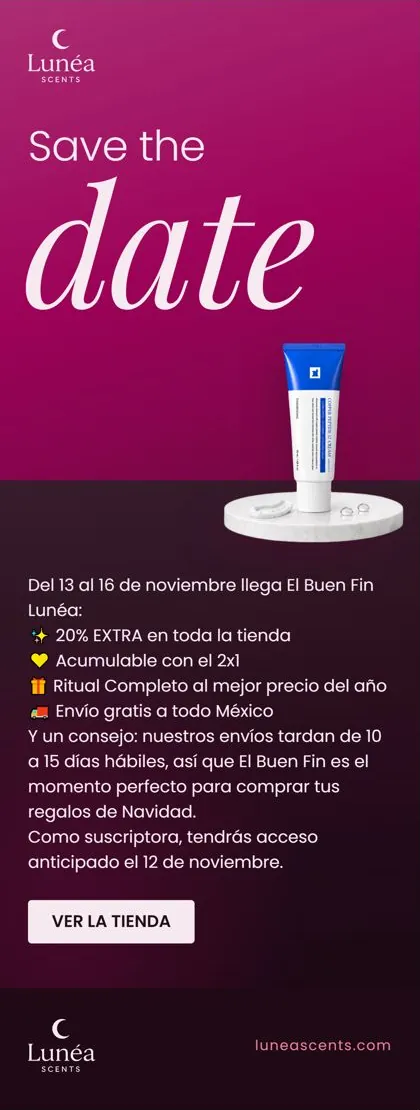 Lunéa
SCENTS
Save the
date
COPPER PEPTIDE
Del 13 al 16 de noviembre llega El Buen Fin
Lunéa:
✨ 20% EXTRA en toda la tienda
💛 Acumulable con el 2x1
🎁 Ritual Completo al mejor precio del año
🚚 Envío gratis a todo México
Y un consejo: nuestros envíos tardan de 10
a 15 días hábiles, así que El Buen Fin es el
momento perfecto para comprar tus
regalos de Navidad.
Como suscriptora, tendrás acceso
anticipado el 12 de noviembre.
VER LA TIENDA
Lunéa
SCENTS
luneascents.com